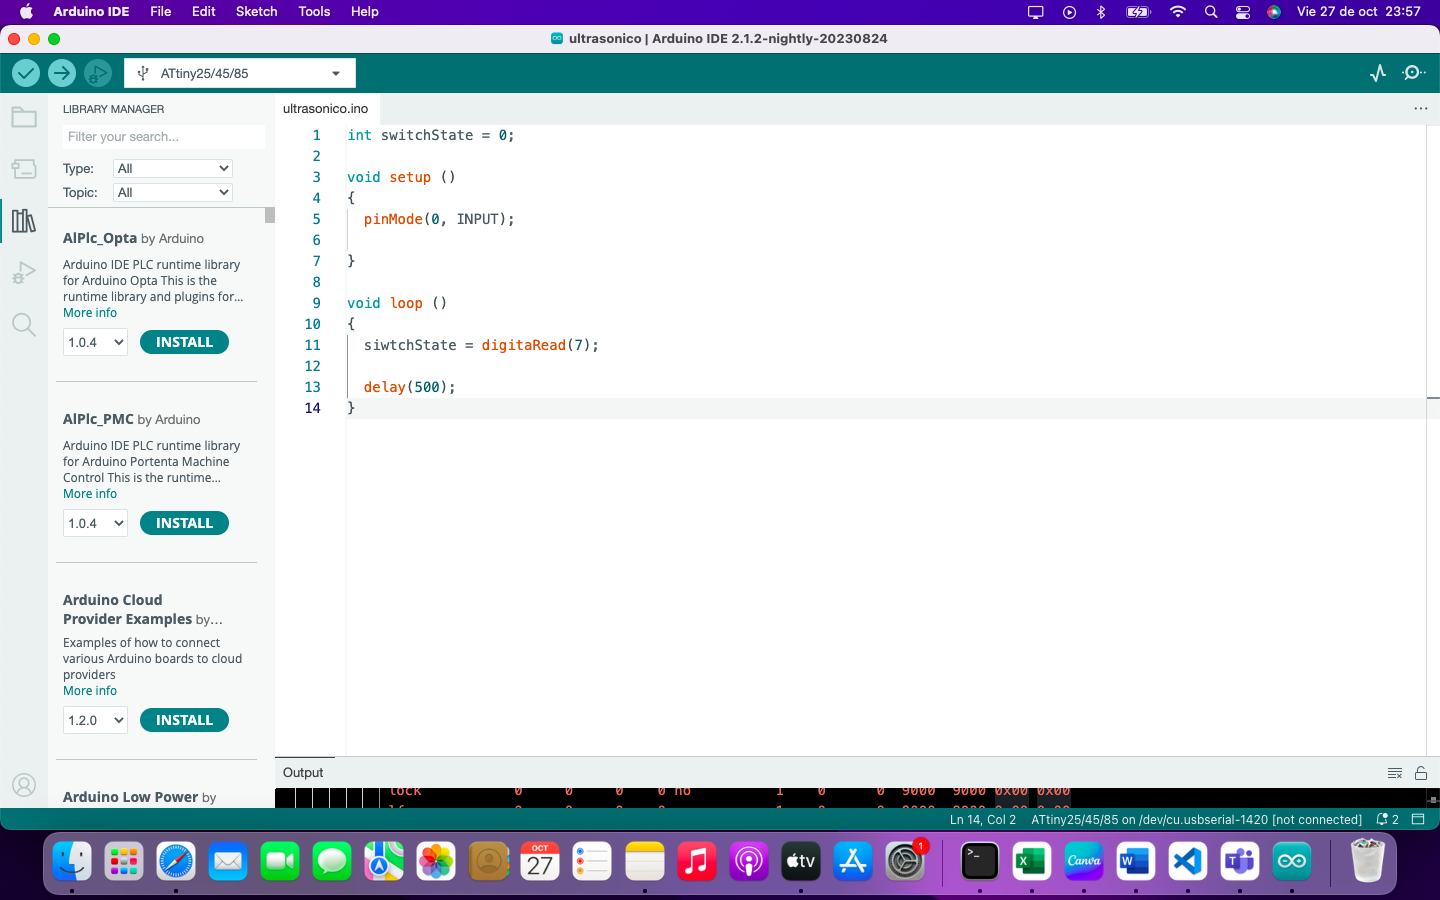 Arduino IDE File Edit Sketch Tools Help Vie 27 de oct 23:57
ultrasonico | Arduino IDE 2.1.2-nightly-20230824
ATtiny25/45/85
LIBRARY MANAGER
Filter your search...
Type: All
Topic: All
AlPlc_Opta by Arduino
Arduino IDE PLC runtime library
for Arduino Opta This is the
runtime library and plugins for...
More info
1.0.4 INSTALL
AlPlc_PMC by Arduino
Arduino IDE PLC runtime library
for Arduino Portenta Machine
Control This is the runtime...
More info
1.0.4 INSTALL
Arduino Cloud
Provider Examples by...
Examples of how to connect
various Arduino boards to cloud
providers
More info
1.2.0 INSTALL
Arduino Low Power by
ultrasonico.ino
1 int switchState = 0;
2
3 void setup ()
4 {
5 pinMode(0, INPUT);
6
7 }
8
9 void loop ()
10 {
11 siwtchState = digitaRead(7);
12
13 delay(500);
14 }
Output
lock 0 0 0 0 no 1 0 0 9000 9000 0x00 0x00
Ln 14, Col 2 ATtiny25/45/85 on /dev/cu.usbserial-1420 [not connected] 2
OCT
27
tv
1
>_
X
Canva
W
T